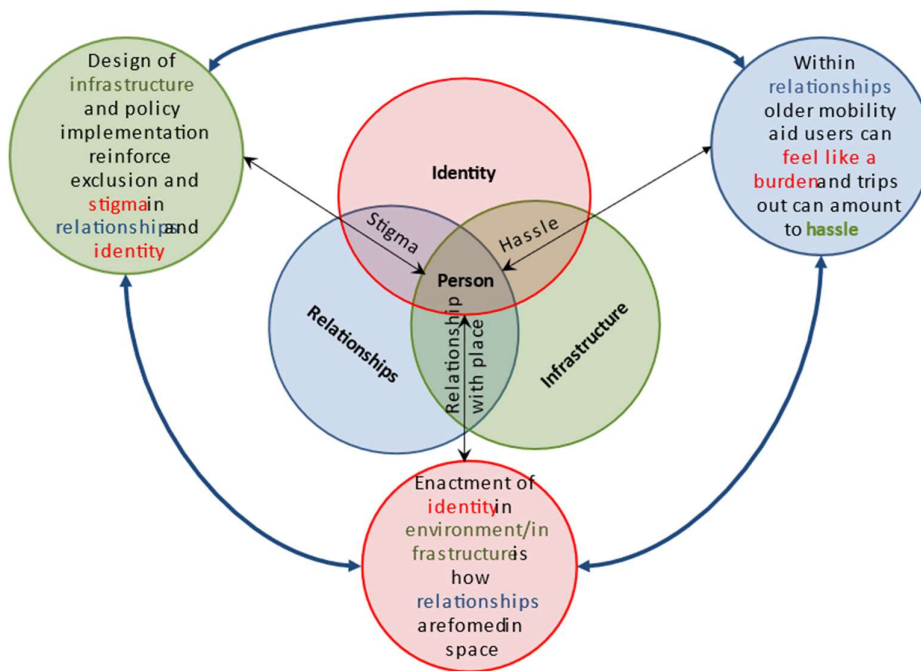 Design of
infrastructure
and policy
implementation
reinforce
exclusion and
stigmain
relationshipsand
identity
Within
relationships
older mobility
aid users can
feel like a
burdenand trips
out can amount
to hassle
Identity
Stigma
Hassle
Person
Relationships
Relationship
with place
Infrastructure
Enactment of
identityin
environment/in
frastructureis
how
relationships
arefomedin
space